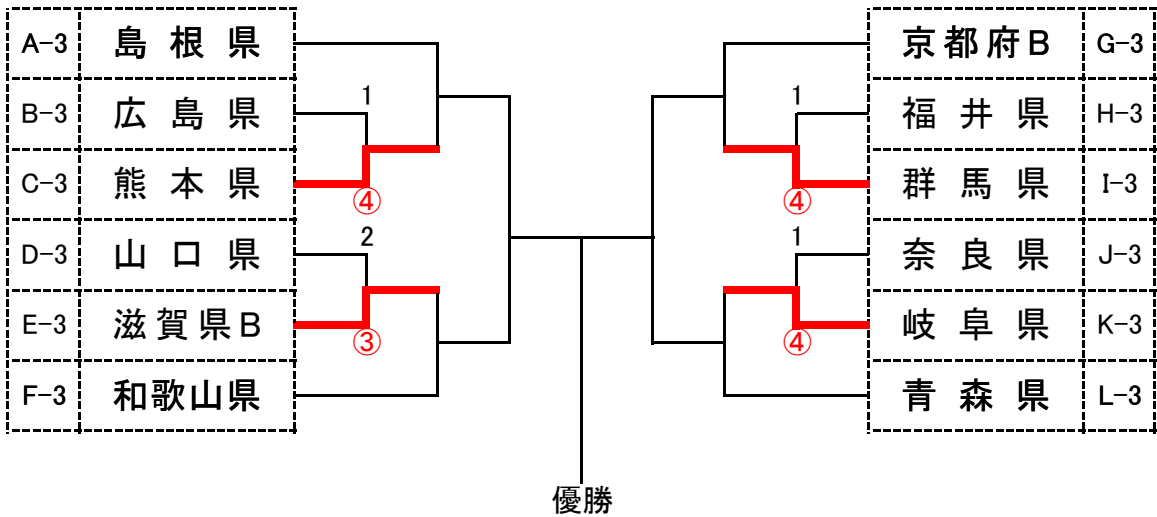 A-3 島根県
B-3 広島県
1
C-3 熊本県
④
D-3 山口県
2
E-3 滋賀県B
③
F-3 和歌山県
京都府B G-3
1
福井県 H-3
群馬県 I-3
④
1
奈良県 J-3
岐阜県 K-3
④
青森県 L-3
優勝